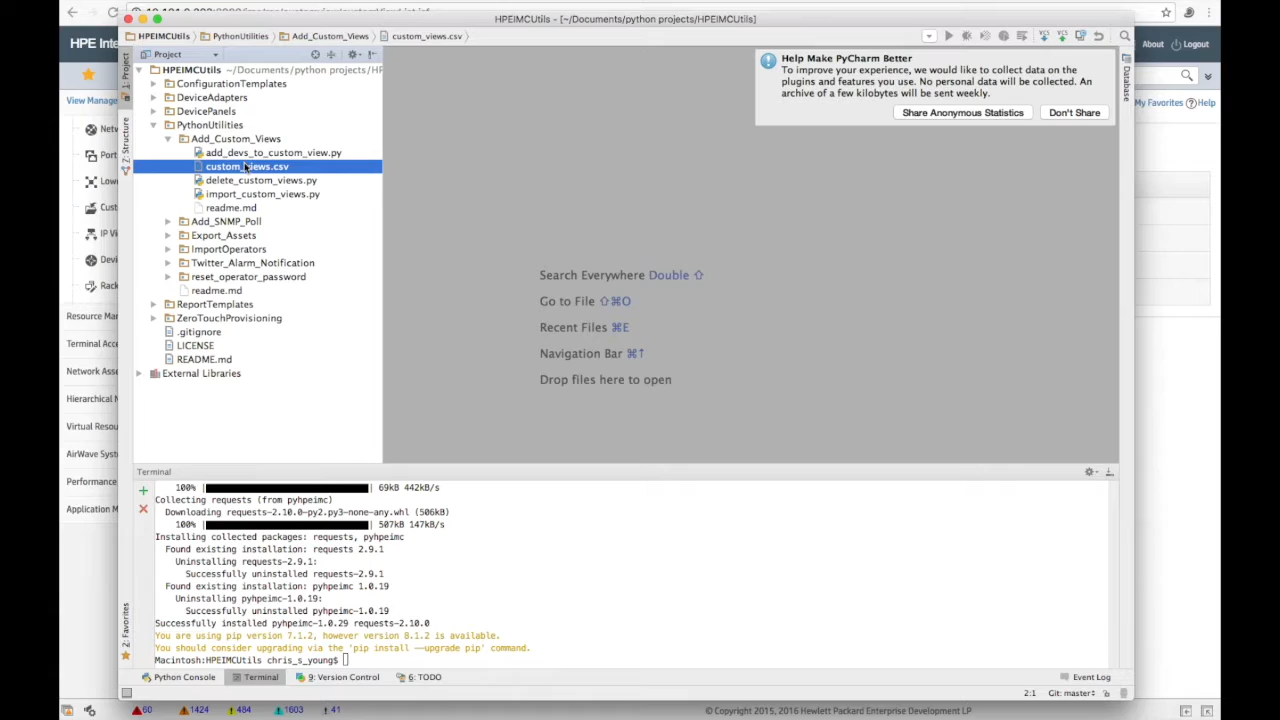 HPEIMCUtils - [~/Documents/python projects/HPEIMCUtils]
HPEIMCUtils
PythonUtilities
Add_Custom_Views
custom_views.csv
HPE Inte
About
Logout
View Manage
Netw
Port
Lowe
Custo
IP Vi
Devi
Rack
Resource Man
Terminal Acce
Network Asse
Hierarchical N
Virtual Resou
AirWave Syst
Performance
Application M
My Favorites
Help
1: Project
Z: Structure
2: Favorites
Database
Project
HPEIMCUtils ~/Documents/python projects/HP
ConfigurationTemplates
DeviceAdapters
DevicePanels
PythonUtilities
Add_Custom_Views
add_devs_to_custom_view.py
custom_views.csv
delete_custom_views.py
import_custom_views.py
readme.md
Add_SNMP_Poll
Export_Assets
ImportOperators
Twitter_Alarm_Notification
reset_operator_password
readme.md
ReportTemplates
ZeroTouchProvisioning
.gitignore
LICENSE
README.md
External Libraries
Help Make PyCharm Better
To improve your experience, we would like to collect data on the
plugins and features you use. No personal data will be collected. An
archive of a few kilobytes will be sent weekly.
Share Anonymous Statistics
Don't Share
Search Everywhere Double ⇧
Go to File ⇧⌘O
Recent Files ⌘E
Navigation Bar ⌘↑
Drop files here to open
Terminal
100% | | 69kB 442kB/s
Collecting requests (from pyhpeimc)
Downloading requests-2.10.0-py2.py3-none-any.whl (506kB)
100% | | 507kB 147kB/s
Installing collected packages: requests, pyhpeimc
Found existing installation: requests 2.9.1
Uninstalling requests-2.9.1:
Successfully uninstalled requests-2.9.1
Found existing installation: pyhpeimc 1.0.19
Uninstalling pyhpeimc-1.0.19:
Successfully uninstalled pyhpeimc-1.0.19
Successfully installed pyhpeimc-1.0.29 requests-2.10.0
You are using pip version 7.1.2, however version 8.1.2 is available.
You should consider upgrading via the 'pip install --upgrade pip' command.
Macintosh:HPEIMCUtils chris_s_young$
Python Console
Terminal
9: Version Control
6: TODO
Event Log
2:1
Git: master
60
1424
484
1603
41
© Copyright 2015, 2016 Hewlett Packard Enterprise Development LP